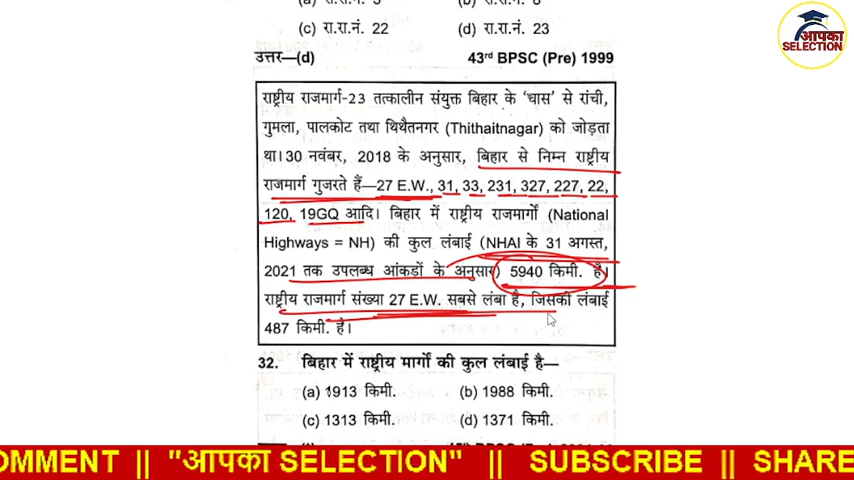 (a) रा.रा.नं. 5
(b) रा.रा.नं. 8
(c) रा.रा.नं. 22
(d) रा.रा.नं. 23
उत्तर—(d)
43rd BPSC (Pre) 1999
राष्ट्रीय राजमार्ग-23 तत्कालीन संयुक्त बिहार के ‘चास’ से रांची,
गुमला, पालकोट तथा थिथैतनगर (Thithaitnagar) को जोड़ता
था। 30 नवंबर, 2018 के अनुसार, बिहार से निम्न राष्ट्रीय
राजमार्ग गुजरते हैं—27 E.W., 31, 33, 231, 327, 227, 22,
120, 19GQ आदि। बिहार में राष्ट्रीय राजमार्गों (National
Highways = NH) की कुल लंबाई (NHAI के 31 अगस्त,
2021 तक उपलब्ध आंकड़ों के अनुसार) 5940 किमी. है।
राष्ट्रीय राजमार्ग संख्या 27 E.W. सबसे लंबा है, जिसकी लंबाई
487 किमी. है।
32. बिहार में राष्ट्रीय मार्गों की कुल लंबाई है—
(a) 1913 किमी.
(b) 1988 किमी.
(c) 1313 किमी.
(d) 1371 किमी.
आपका
SELECTION
OMMENT || "आपका SELECTION" || SUBSCRIBE || SHARE